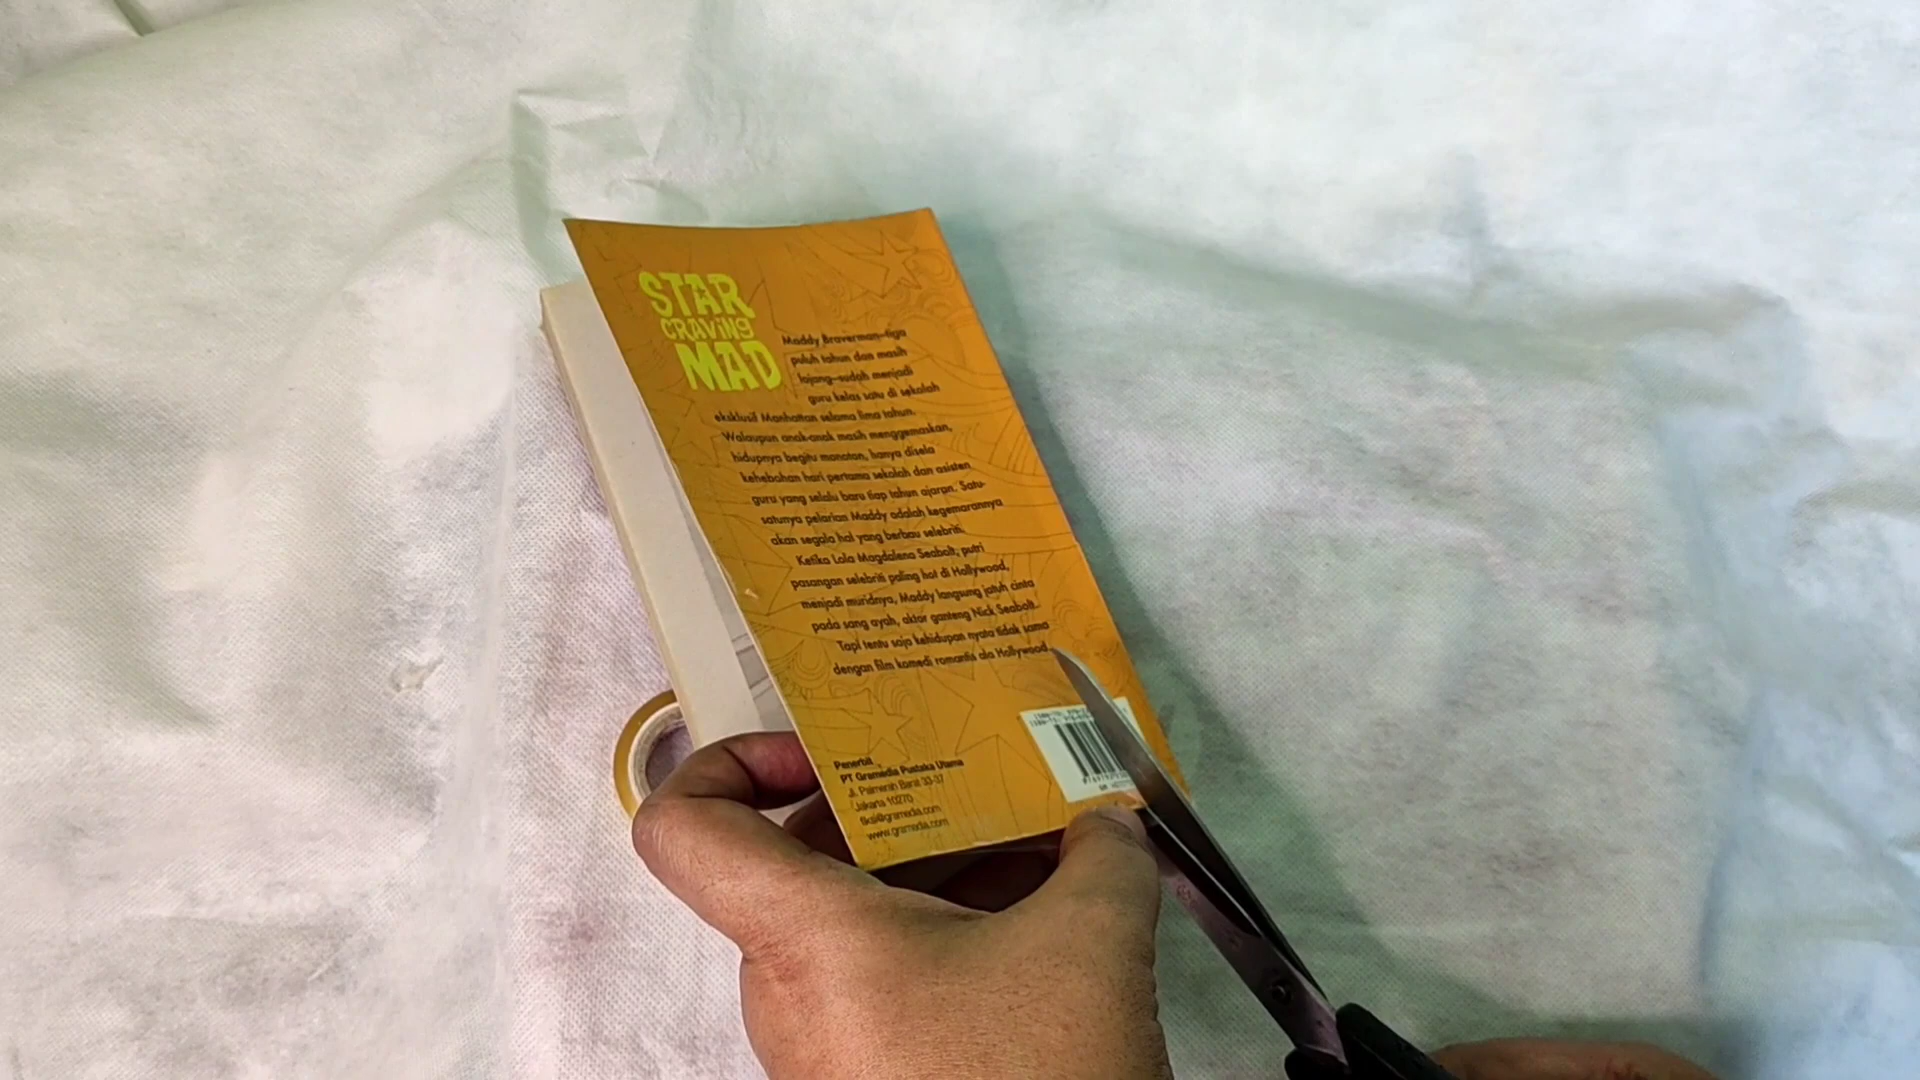 STAR
CRAVING
MAD
Maddy Braverman—tiga
puluh tahun dan masih
lajang—sudah menjadi
guru kelas satu di sekolah
eksklusif Manhattan selama lima tahun.
Walaupun anak-anak masih menggemaskan,
hidupnya begitu monoton, hanya disela
kehebohan hari pertama sekolah dan asisten
guru yang selalu baru tiap tahun ajaran. Satu-
satunya pelarian Maddy adalah kegemarannya
akan segala hal yang berbau selebriti.
Ketika Lola Magdalena Seabolt, putri
pasangan selebriti paling hot di Hollywood,
menjadi muridnya, Maddy langsung jatuh cinta
pada sang ayah, aktor ganteng Nick Seabolt.
Tapi tentu saja kehidupan nyata tidak sama
dengan film komedi romantis ala Hollywood
Penerbit
PT Gramedia Pustaka Utama
Jl. Palmerah Barat 33-37
Jakarta 10270
fiksi@gramedia.com
www.gramedia.com